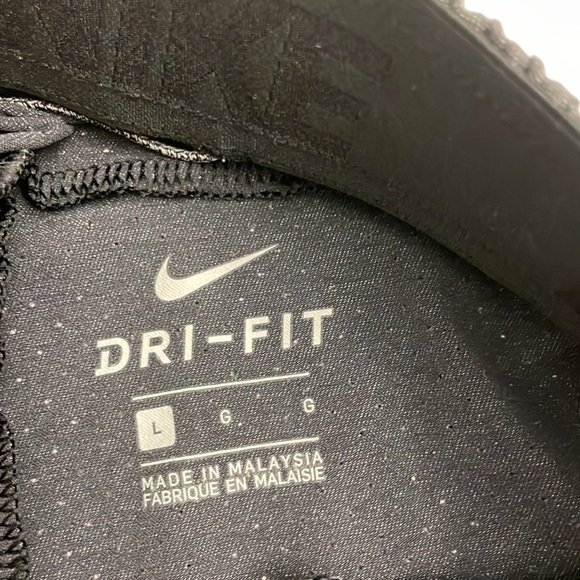 DRI-FIT
L G G
MADE IN MALAYSIA
FABRIQUE EN MALAISIE